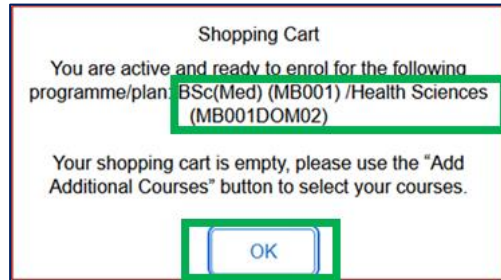 Shopping Cart
You are active and ready to enrol for the following
programme/plan: BSc(Med) (MB001) /Health Sciences
(MB001DOM02)
Your shopping cart is empty, please use the “Add
Additional Courses” button to select your courses.
OK